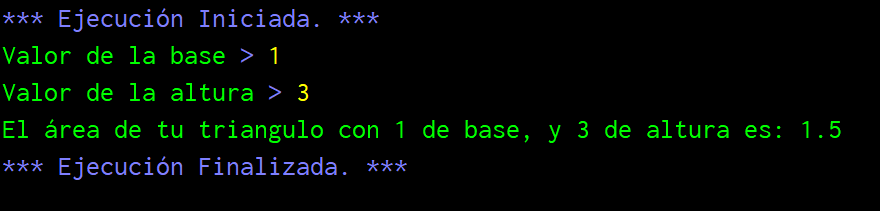 *** Ejecución Iniciada. ***
Valor de la base > 1
Valor de la altura > 3
El área de tu triangulo con 1 de base, y 3 de altura es: 1.5
*** Ejecución Finalizada. ***